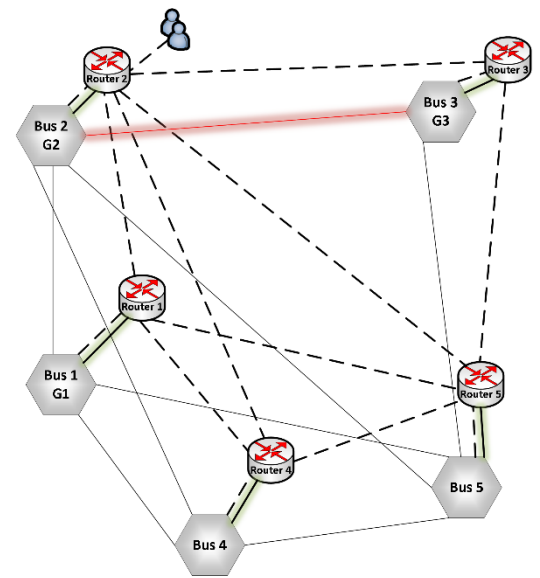 Router 2
Router 3
Bus 2
G2
Bus 3
G3
Router 1
Bus 1
G1
Router 5
Router 4
Bus 5
Bus 4